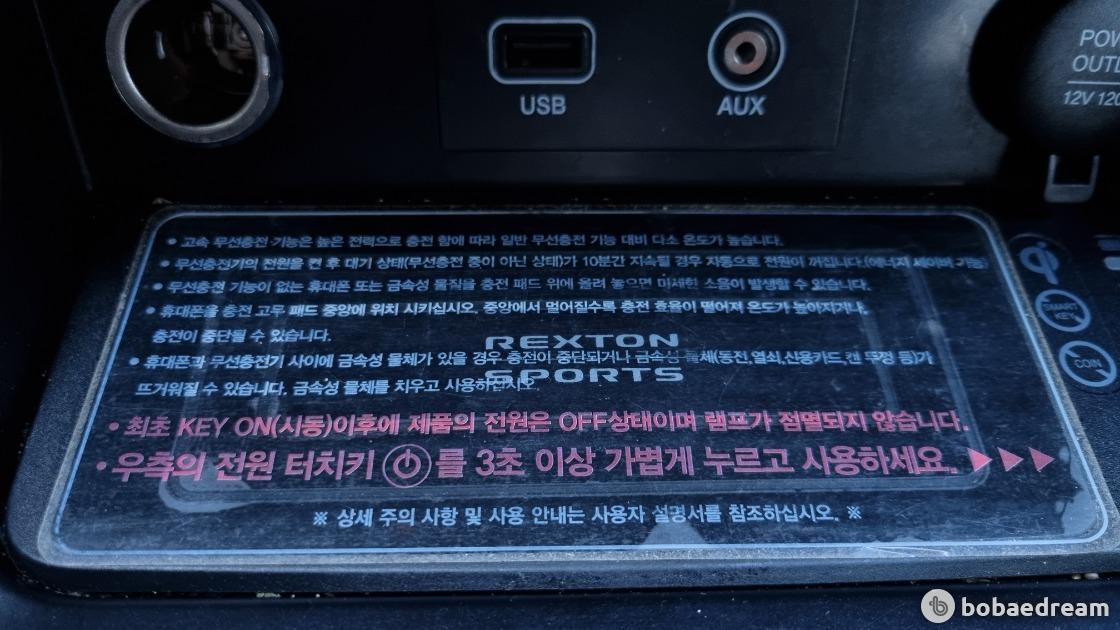 USB
AUX
12V 120
• 고속 무선충전 기능은 높은 전력으로 충전 함에 따라 일반 무선충전 기능 대비 다소 온도가 높습니다.
• 무선충전기의 전원을 켠 후 대기 상태(무선충전 중이 아닌 상태)가 10분간 지속될 경우 자동으로 전원이 꺼집니다.(에너지 세이버 기능)
• 무선충전 기능이 없는 휴대폰 또는 금속성 물질을 충전 패드 위에 올려 놓으면 미세한 소음이 발생할 수 있습니다.
• 휴대폰을 충전 고무 패드 중앙에 위치 시키십시오. 중앙에서 멀어질수록 충전 효율이 떨어져 온도가 높아지거나,
충전이 중단될 수 있습니다.
REXTON
• 휴대폰과 무선충전기 사이에 금속성 물체가 있을 경우 충전이 중단되거나 금속성 물체(동전,열쇠,신용카드,캔 뚜껑 등)가
SPORTS
뜨거워질 수 있습니다. 금속성 물체를 치우고 사용하십시오.
• 최초 KEY ON(시동)이후에 제품의 전원은 OFF상태이며 램프가 점멸되지 않습니다.
• 우측의 전원 터치키 를 3초 이상 가볍게 누르고 사용하세요. ▶▶▶
※ 상세 주의 사항 및 사용 안내는 사용자 설명서를 참조하십시오. ※
SMART
KEY
COIN
bobaedream